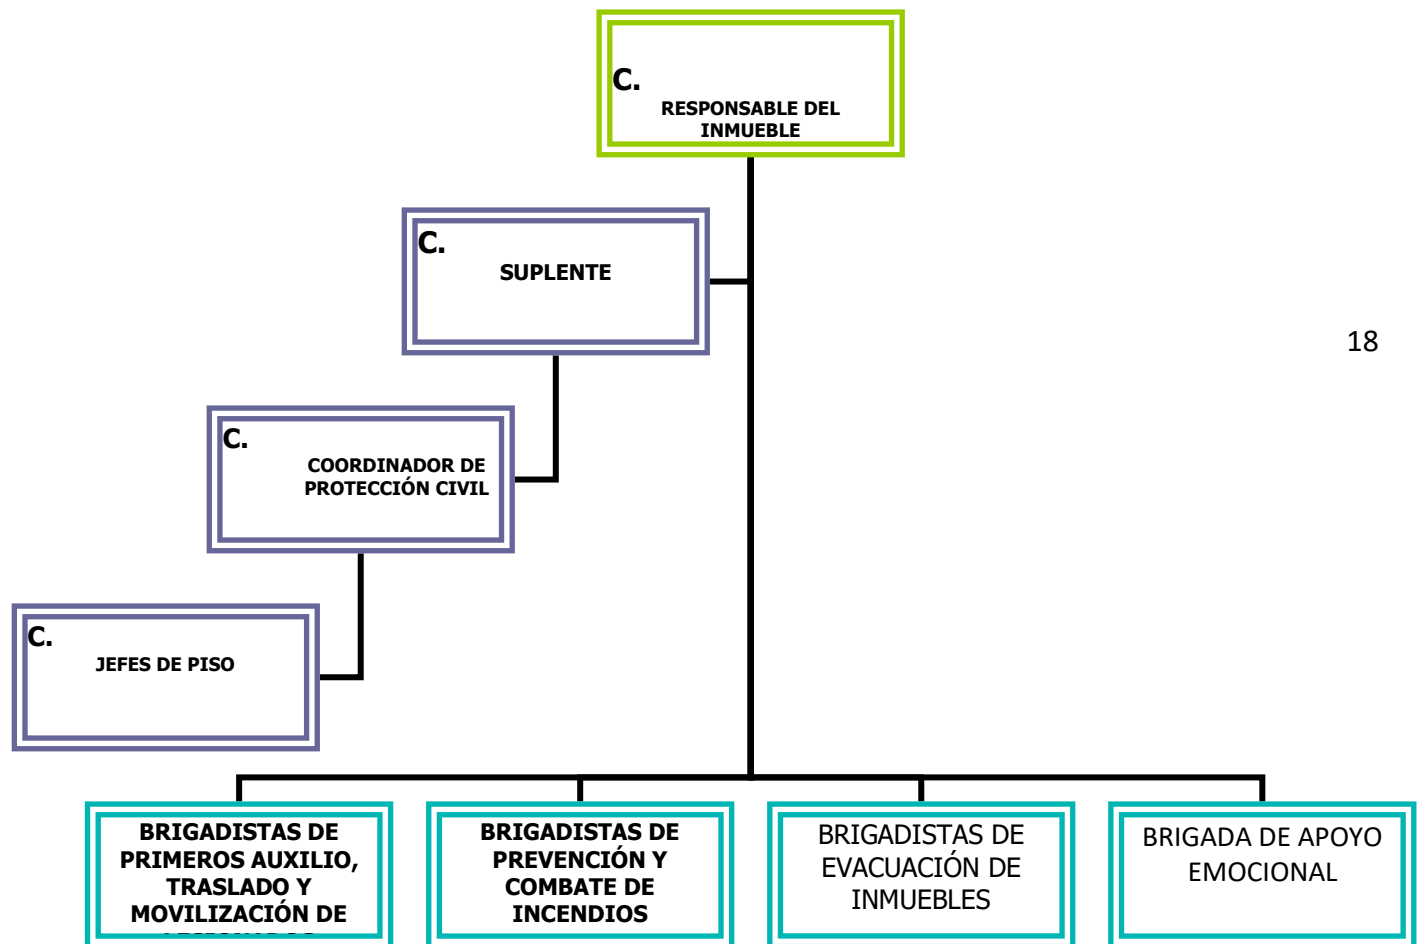 C.
RESPONSABLE DEL
INMUEBLE
C.
SUPLENTE
18
C.
COORDINADOR DE
PROTECCIÓN CIVIL
C.
JEFES DE PISO
BRIGADISTAS DE
PRIMEROS AUXILIO,
TRASLADO Y
MOVILIZACIÓN DE
BRIGADISTAS DE
PREVENCIÓN Y
COMBATE DE
INCENDIOS
BRIGADISTAS DE
EVACUACIÓN DE
INMUEBLES
BRIGADA DE APOYO
EMOCIONAL